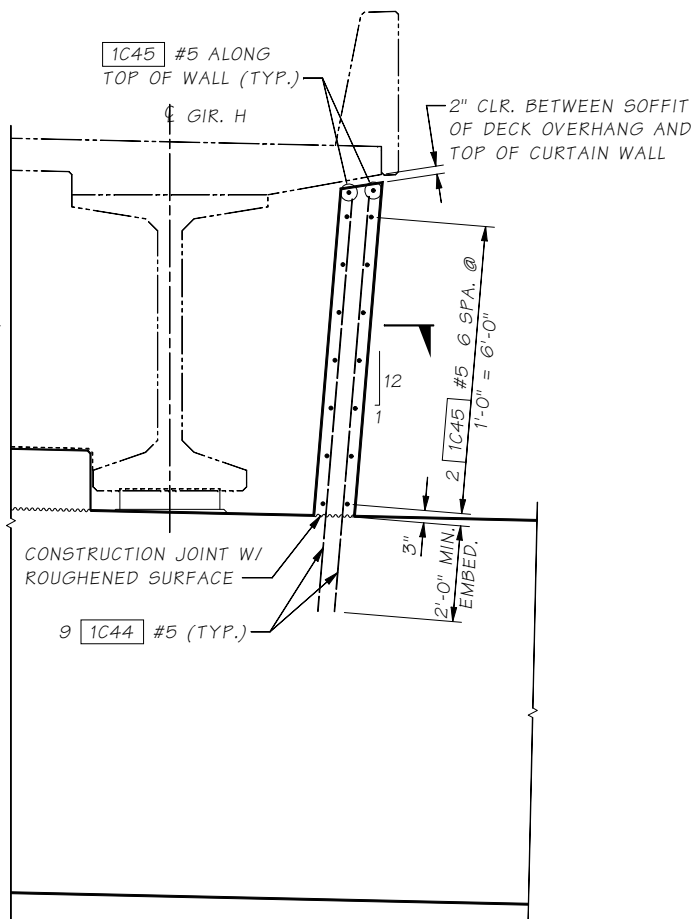 1C45 #5 ALONG
TOP OF WALL (TYP.)
℄ GIR. H
2" CLR. BETWEEN SOFFIT
OF DECK OVERHANG AND
TOP OF CURTAIN WALL
2 1C45 #5 6 SPA. @
1'-0" = 6'-0"
12
1
3"
2'-0" MIN.
EMBED.
CONSTRUCTION JOINT W/
ROUGHENED SURFACE
9 1C44 #5 (TYP.)